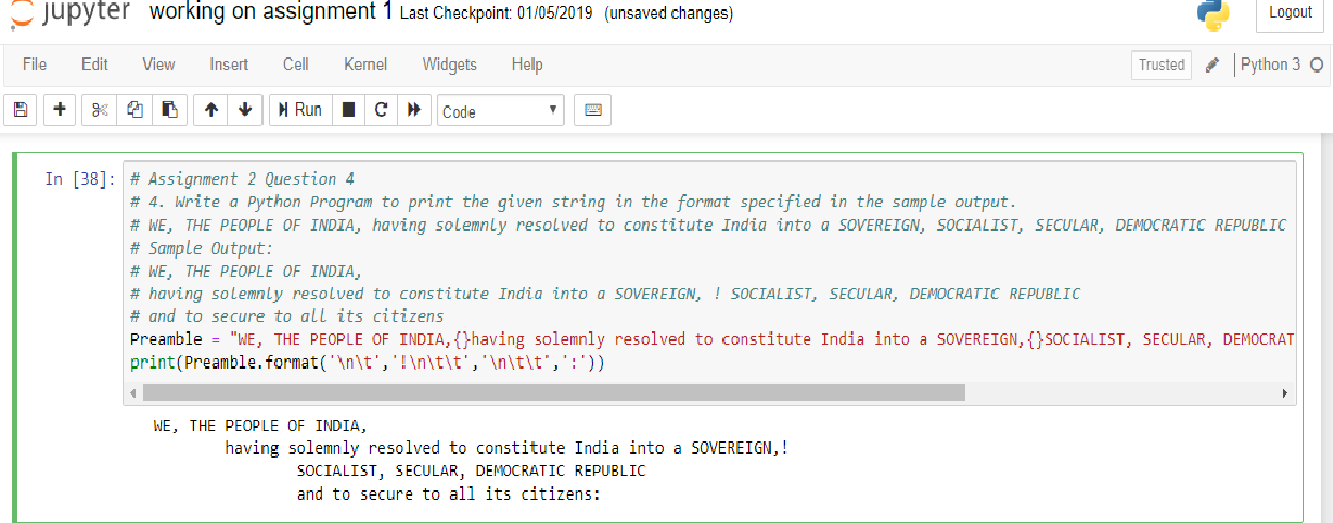 jupyter working on assignment 1 Last Checkpoint: 01/05/2019 (unsaved changes) Logout
File Edit View Insert Cell Kernel Widgets Help Trusted Python 3
Run Code
In [38]: # Assignment 2 Question 4
# 4. Write a Python Program to print the given string in the format specified in the sample output.
# WE, THE PEOPLE OF INDIA, having solemnly resolved to constitute India into a SOVEREIGN, SOCIALIST, SECULAR, DEMOCRATIC REPUBLIC
# Sample Output:
# WE, THE PEOPLE OF INDIA,
# having solemnly resolved to constitute India into a SOVEREIGN, ! SOCIALIST, SECULAR, DEMOCRATIC REPUBLIC
# and to secure to all its citizens
Preamble = "WE, THE PEOPLE OF INDIA,{}having solemnly resolved to constitute India into a SOVEREIGN,{}SOCIALIST, SECULAR, DEMOCRAT
print(Preamble.format('\n\t','!\n\t\t','\n\t\t',':'))
WE, THE PEOPLE OF INDIA,
having solemnly resolved to constitute India into a SOVEREIGN,!
SOCIALIST, SECULAR, DEMOCRATIC REPUBLIC
and to secure to all its citizens: